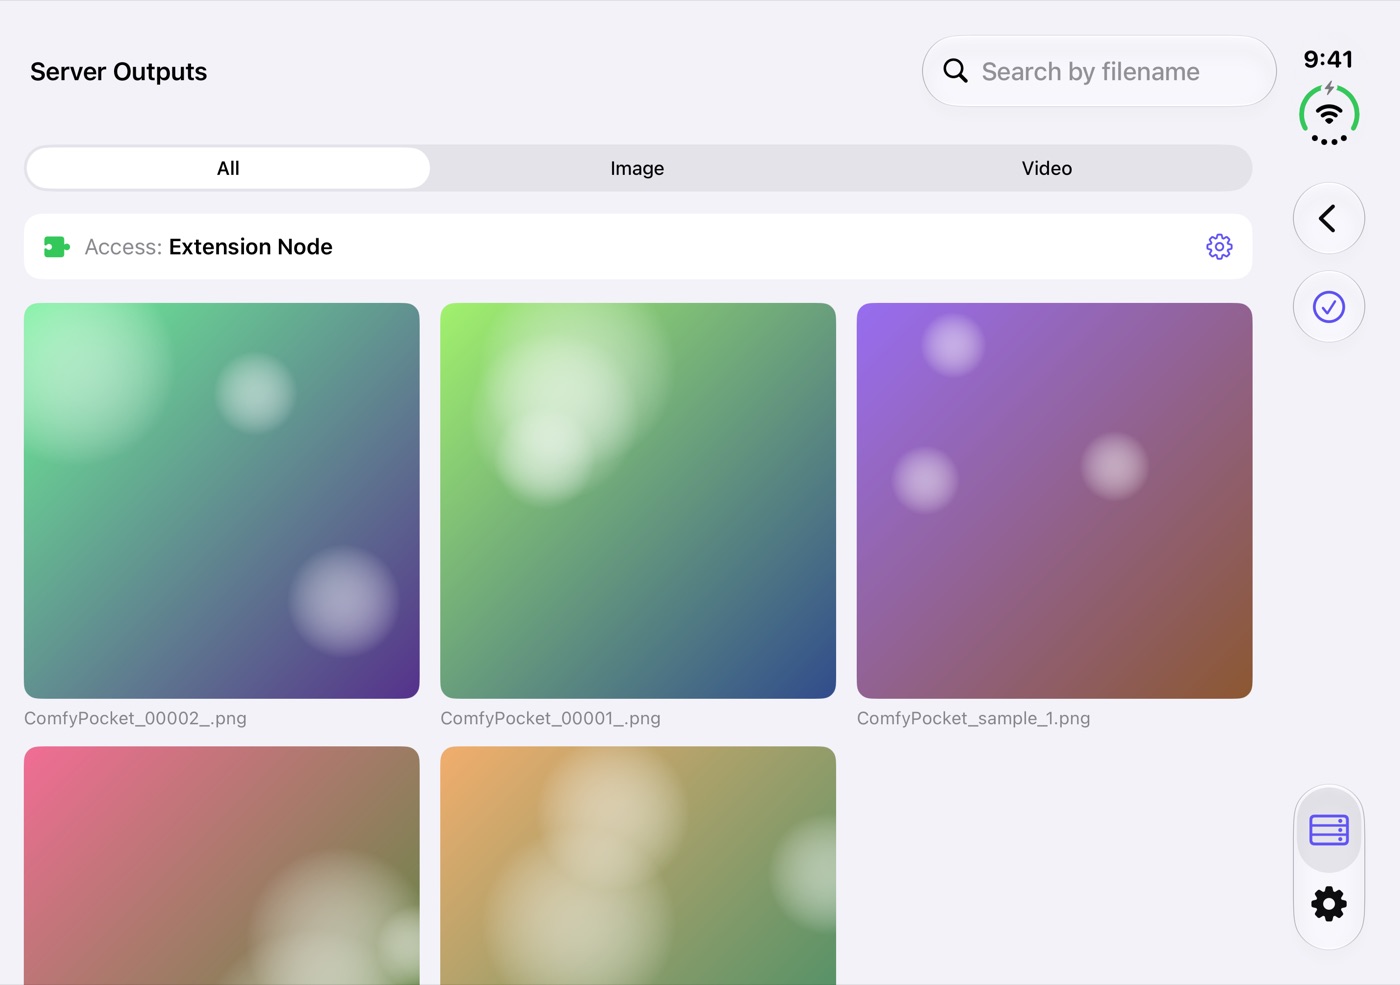 Server Outputs
Search by filename
9:41
All
Image
Video
Access: Extension Node
ComfyPocket_00002_.png
ComfyPocket_00001_.png
ComfyPocket_sample_1.png